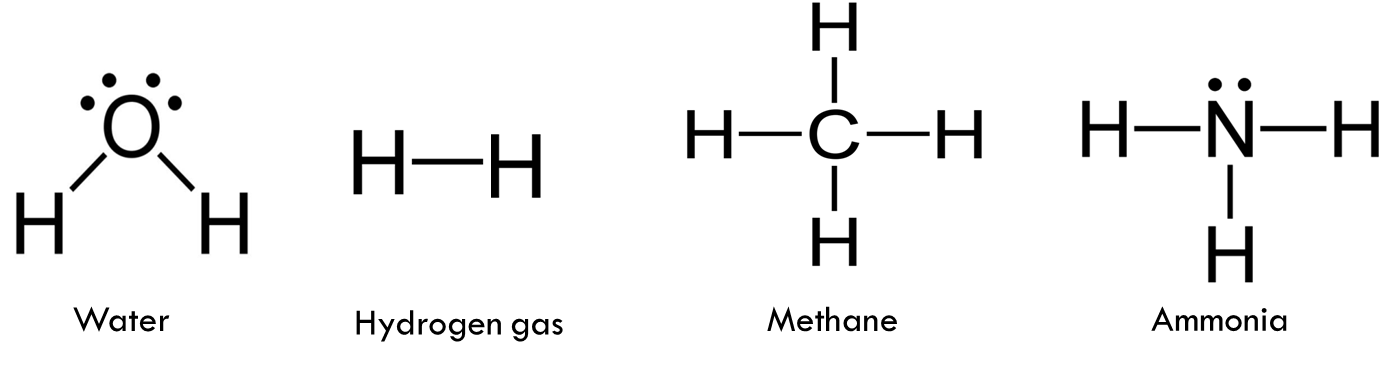 H
O
H H
H H
H C H
H
H N H
H
Water
Hydrogen gas
Methane
Ammonia